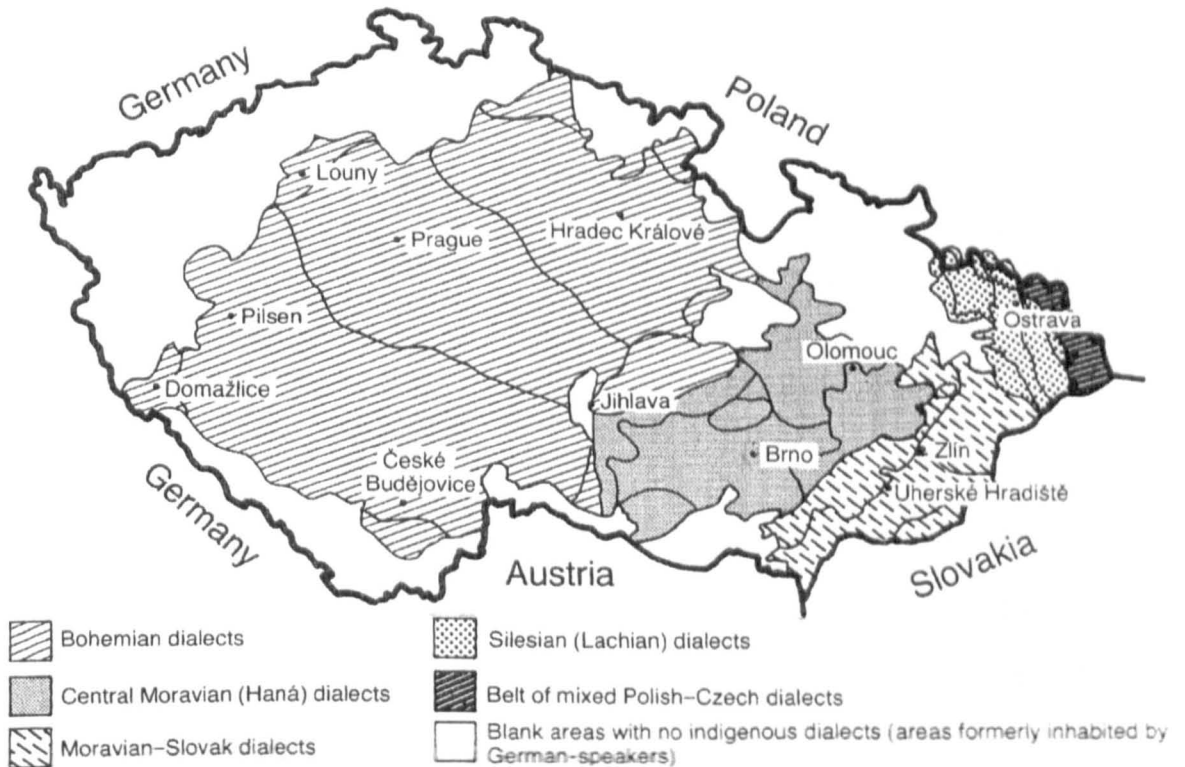 Germany
Poland
Louny
Prague
Hradec Králové
Pilsen
Ostrava
Olomouc
Domažlice
Jihlava
Brno
Zlín
České
Budějovice
Uherské Hradiště
Germany
Austria
Slovakia
Bohemian dialects
Central Moravian (Haná) dialects
Moravian–Slovak dialects
Silesian (Lachian) dialects
Belt of mixed Polish–Czech dialects
Blank areas with no indigenous dialects (areas formerly inhabited by
German-speakers)